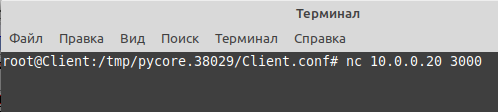 Терминал
Файл Правка Вид Поиск Терминал Справка
root@Client:/tmp/pycore.38029/Client.conf# nc 10.0.0.20 3000